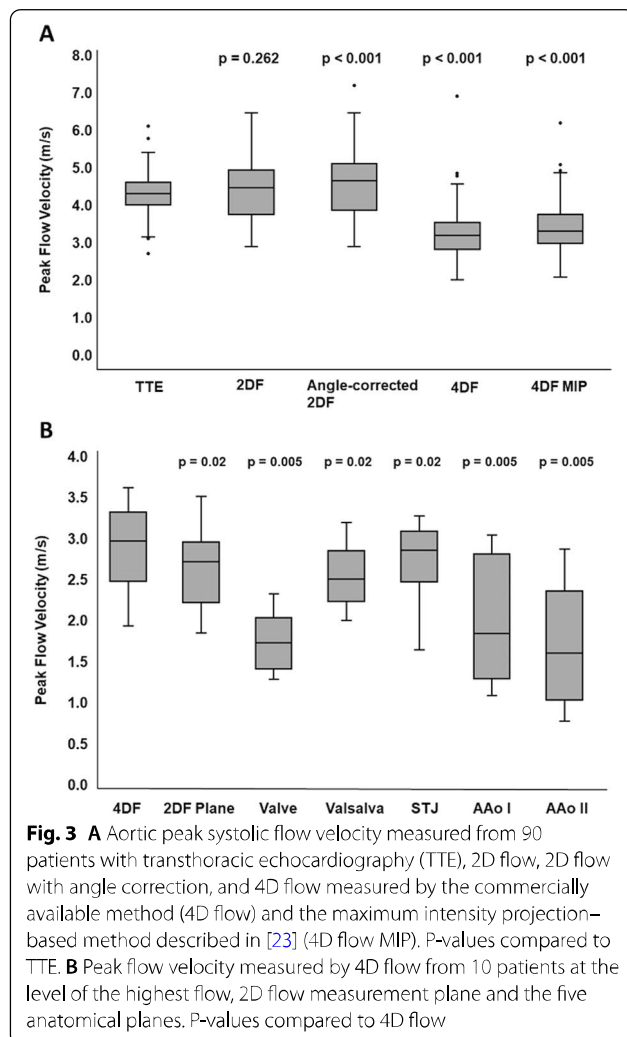 A
8.0
p = 0.262 p < 0.001 p < 0.001 p < 0.001
7.0
6.0
5.0
4.0
3.0
2.0
1.0
0.0
Peak Flow Velocity (m/s)
TTE 2DF Angle-corrected 4DF 4DF MIP
2DF
B
4.0
p = 0.02 p = 0.005 p = 0.02 p = 0.02 p = 0.005 p = 0.005
3.5
3.0
2.5
2.0
1.5
1.0
0.5
0.0
Peak Flow Velocity (m/s)
4DF 2DF Plane Valve Valsalva STJ AAo I AAo II
Fig. 3 A Aortic peak systolic flow velocity measured from 90
patients with transthoracic echocardiography (TTE), 2D flow, 2D flow
with angle correction, and 4D flow measured by the commercially
available method (4D flow) and the maximum intensity projection–
based method described in [23] (4D flow MIP). P-values compared to
TTE. B Peak flow velocity measured by 4D flow from 10 patients at the
level of the highest flow, 2D flow measurement plane and the five
anatomical planes. P-values compared to 4D flow